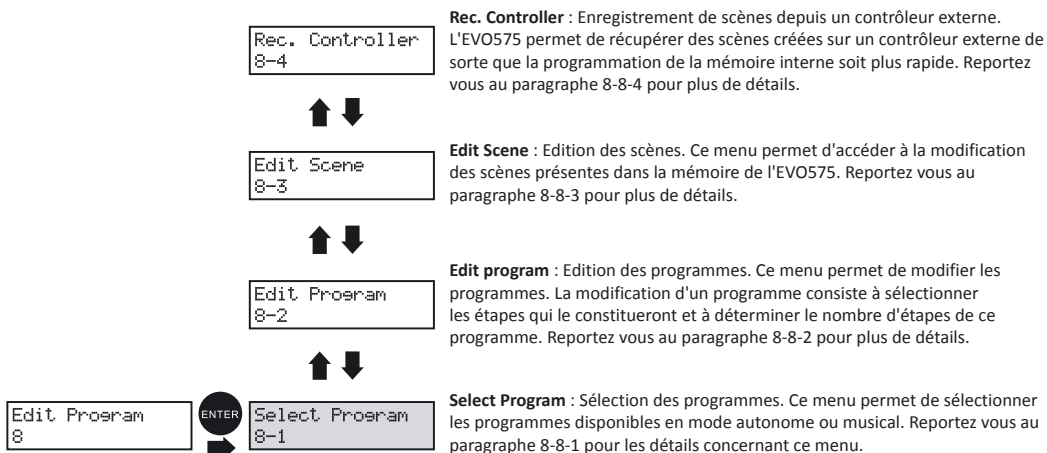 Rec. Controller
8-4
Rec. Controller : Enregistrement de scènes depuis un contrôleur externe.
L'EVO575 permet de récupérer des scènes créées sur un contrôleur externe de
sorte que la programmation de la mémoire interne soit plus rapide. Reportez
vous au paragraphe 8-8-4 pour plus de détails.
Edit Scene
8-3
Edit Scene : Edition des scènes. Ce menu permet d'accéder à la modification
des scènes présentes dans la mémoire de l'EVO575. Reportez vous au
paragraphe 8-8-3 pour plus de détails.
Edit Program
8-2
Edit program : Edition des programmes. Ce menu permet de modifier les
programmes. La modification d'un programme consiste à sélectionner
les étapes qui le constitueront et à déterminer le nombre d'étapes de ce
programme. Reportez vous au paragraphe 8-8-2 pour plus de détails.
Edit Program
8
ENTER
Select Program
8-1
Select Program : Sélection des programmes. Ce menu permet de sélectionner
les programmes disponibles en mode autonome ou musical. Reportez vous au
paragraphe 8-8-1 pour les détails concernant ce menu.